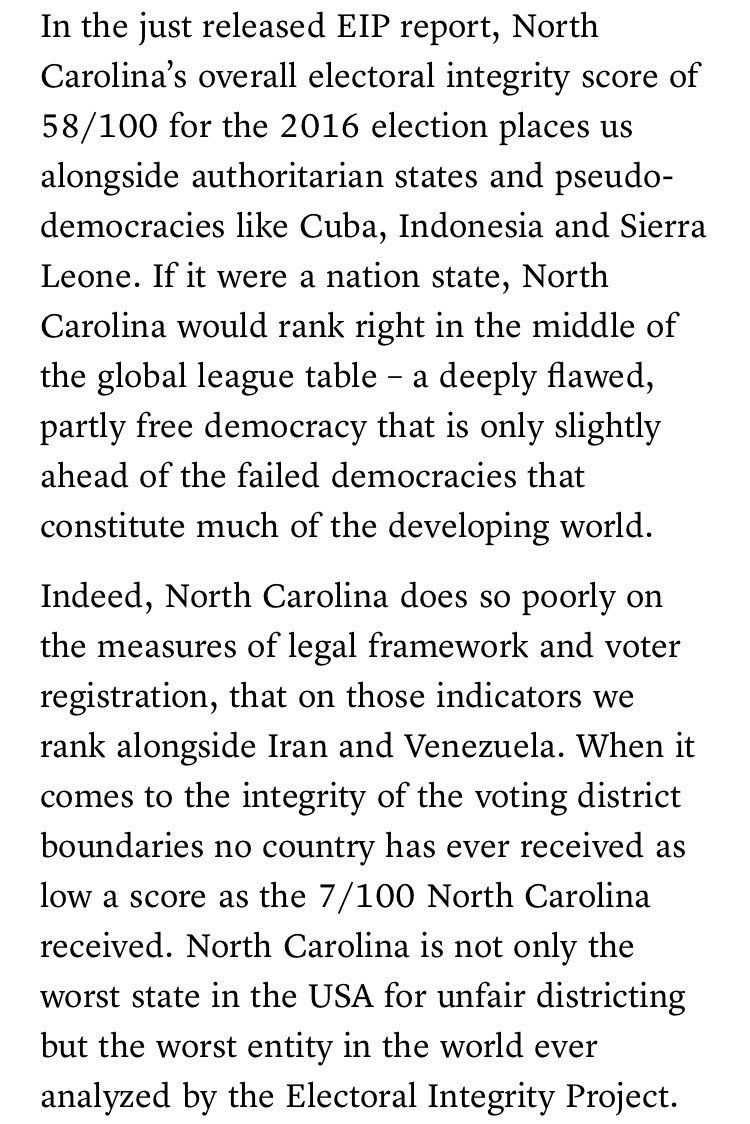 In the just released EIP report, North
Carolina’s overall electoral integrity score of
58/100 for the 2016 election places us
alongside authoritarian states and pseudo-
democracies like Cuba, Indonesia and Sierra
Leone. If it were a nation state, North
Carolina would rank right in the middle of
the global league table – a deeply flawed,
partly free democracy that is only slightly
ahead of the failed democracies that
constitute much of the developing world.
Indeed, North Carolina does so poorly on
the measures of legal framework and voter
registration, that on those indicators we
rank alongside Iran and Venezuela. When it
comes to the integrity of the voting district
boundaries no country has ever received as
low a score as the 7/100 North Carolina
received. North Carolina is not only the
worst state in the USA for unfair districting
but the worst entity in the world ever
analyzed by the Electoral Integrity Project.